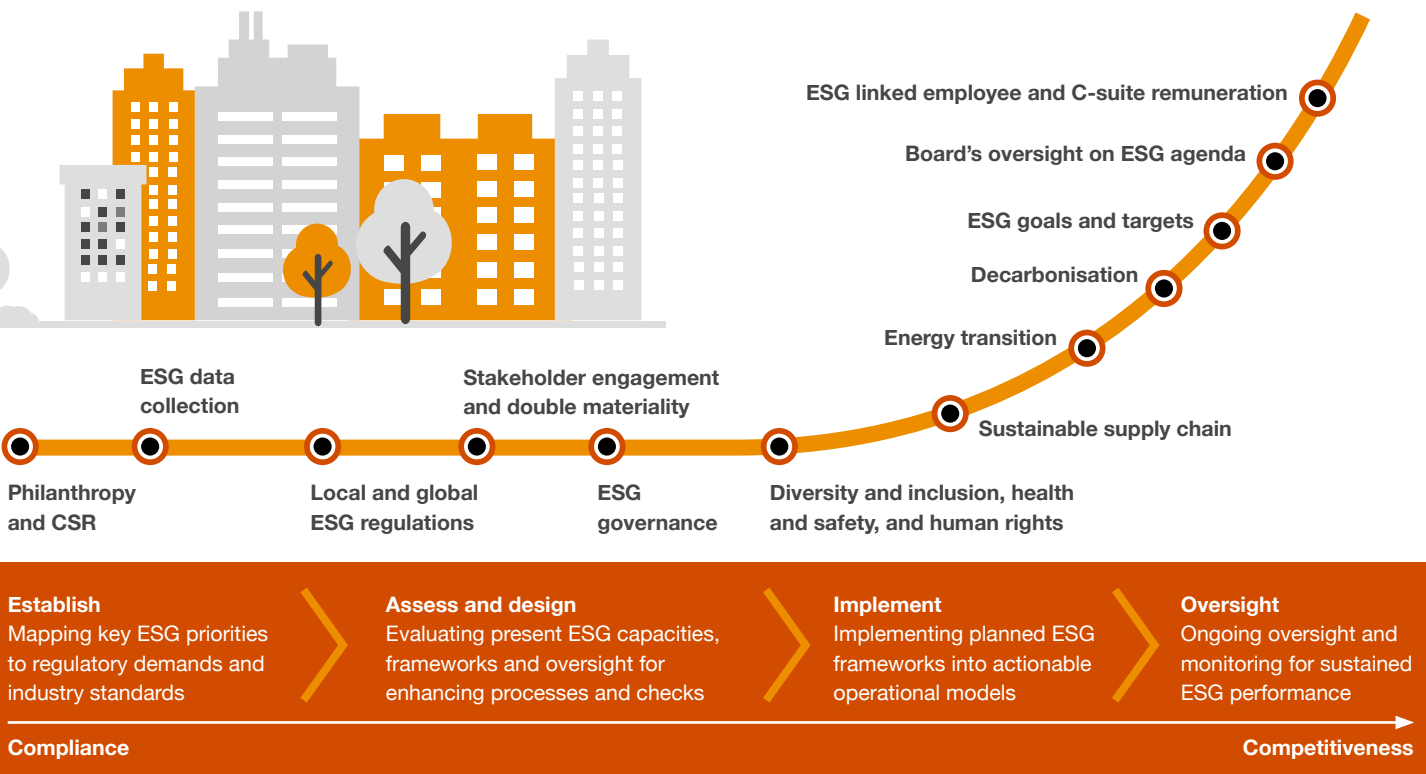 ESG linked employee and C-suite remuneration
Board’s oversight on ESG agenda
ESG goals and targets
Decarbonisation
Energy transition
ESG data
collection
Stakeholder engagement
and double materiality
Sustainable supply chain
Philanthropy
and CSR
Local and global
ESG regulations
ESG
governance
Diversity and inclusion, health
and safety, and human rights
Establish
Mapping key ESG priorities
to regulatory demands and
industry standards
Assess and design
Evaluating present ESG capacities,
frameworks and oversight for
enhancing processes and checks
Implement
Implementing planned ESG
frameworks into actionable
operational models
Oversight
Ongoing oversight and
monitoring for sustained
ESG performance
Compliance
Competitiveness